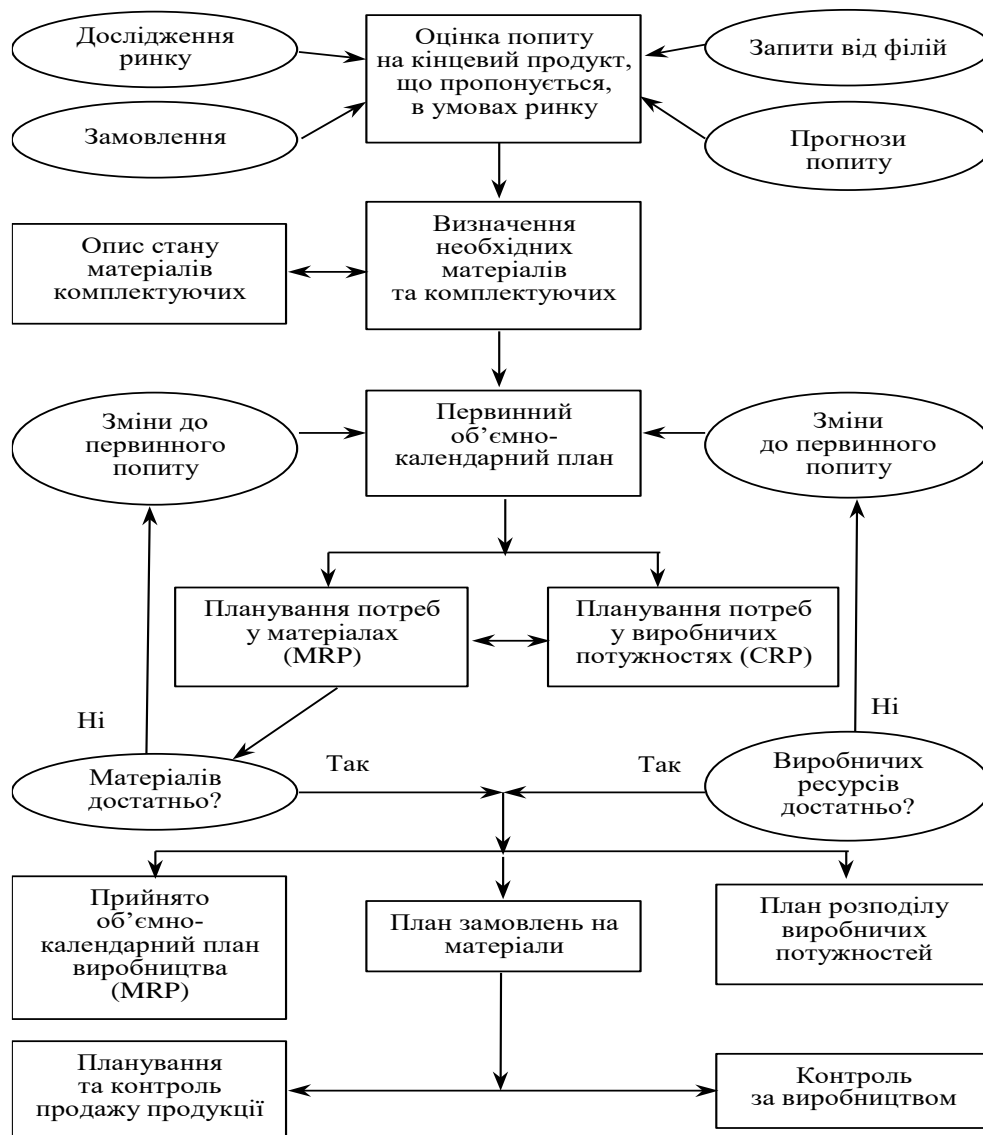 Дослідження
ринку
Замовлення
Оцінка попиту
на кінцевий продукт,
що пропонується,
в умовах ринку
Запити від філій
Прогнози
попиту
Опис стану
матеріалів
комплектуючих
Визначення
необхідних
матеріалів
та комплектуючих
Зміни до
первинного
попиту
Первинний
об’ємно-
календарний план
Зміни
до первинного
попиту
Планування потреб
у матеріалах
(MRP)
Планування потреб
у виробничих
потужностях (CRP)
Ні
Ні
Матеріалів
достатньо?
Так
Так
Виробничих
ресурсів
достатньо?
Прийнято
об’ємно-
календарний план
виробництва
(MRP)
План замовлень на
матеріали
План розподілу
виробничих
потужностей
Планування
та контроль
продажу продукції
Контроль
за виробництвом